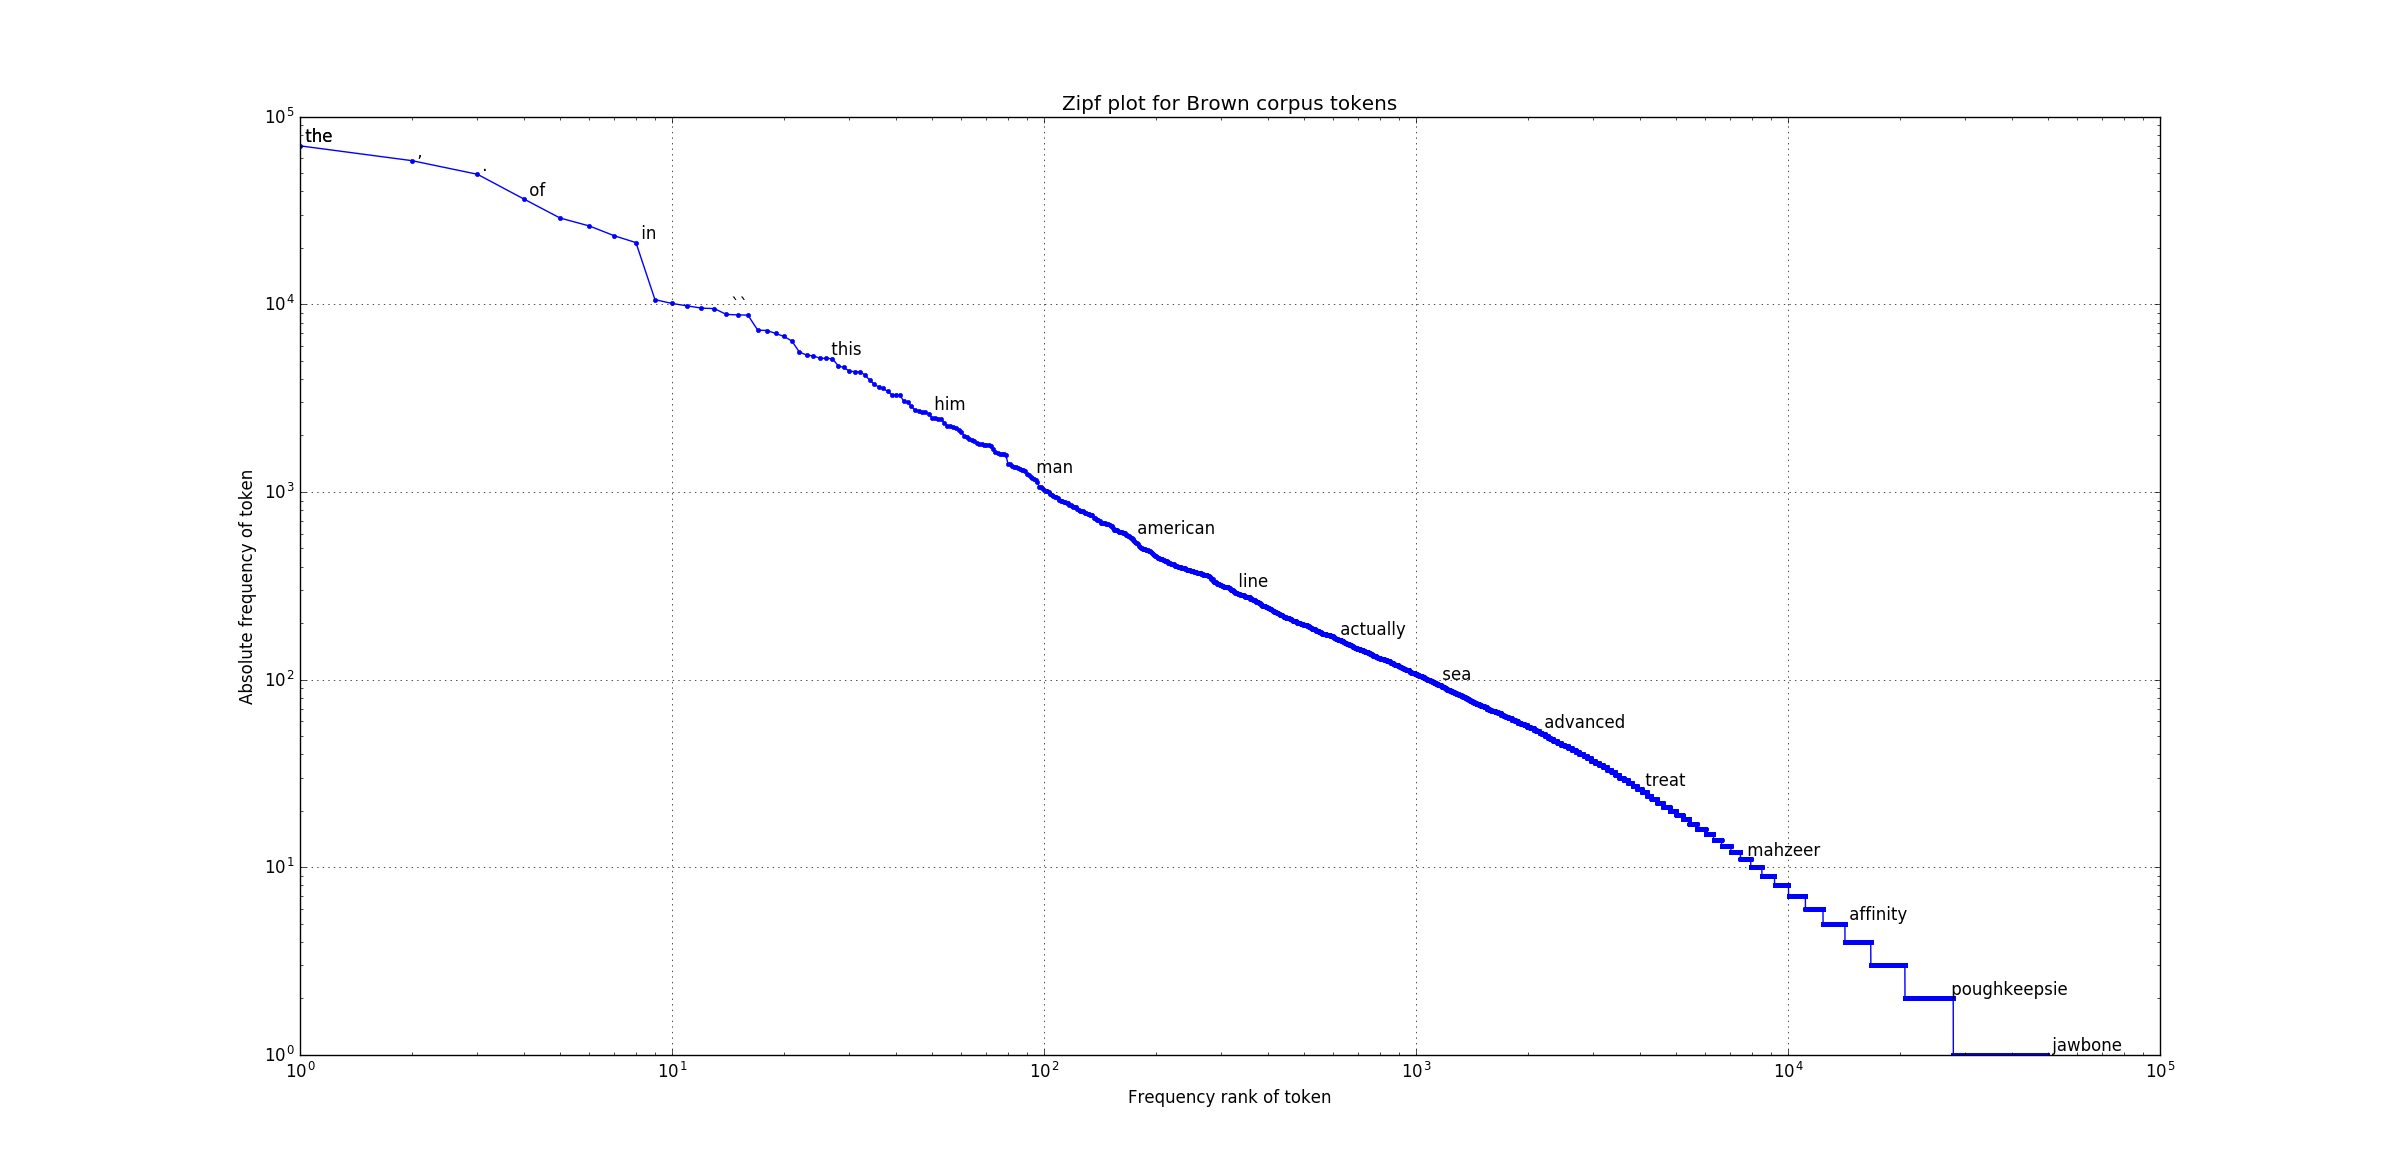 Zipf plot for Brown corpus tokens
10^5
the
,
.
of
in
10^4
``
this
him
man
10^3
american
line
actually
10^2
sea
advanced
treat
10^1
mahzeer
affinity
poughkeepsie
jawbone
10^0
10^0 10^1 10^2 10^3 10^4 10^5
Frequency rank of token
Absolute frequency of token